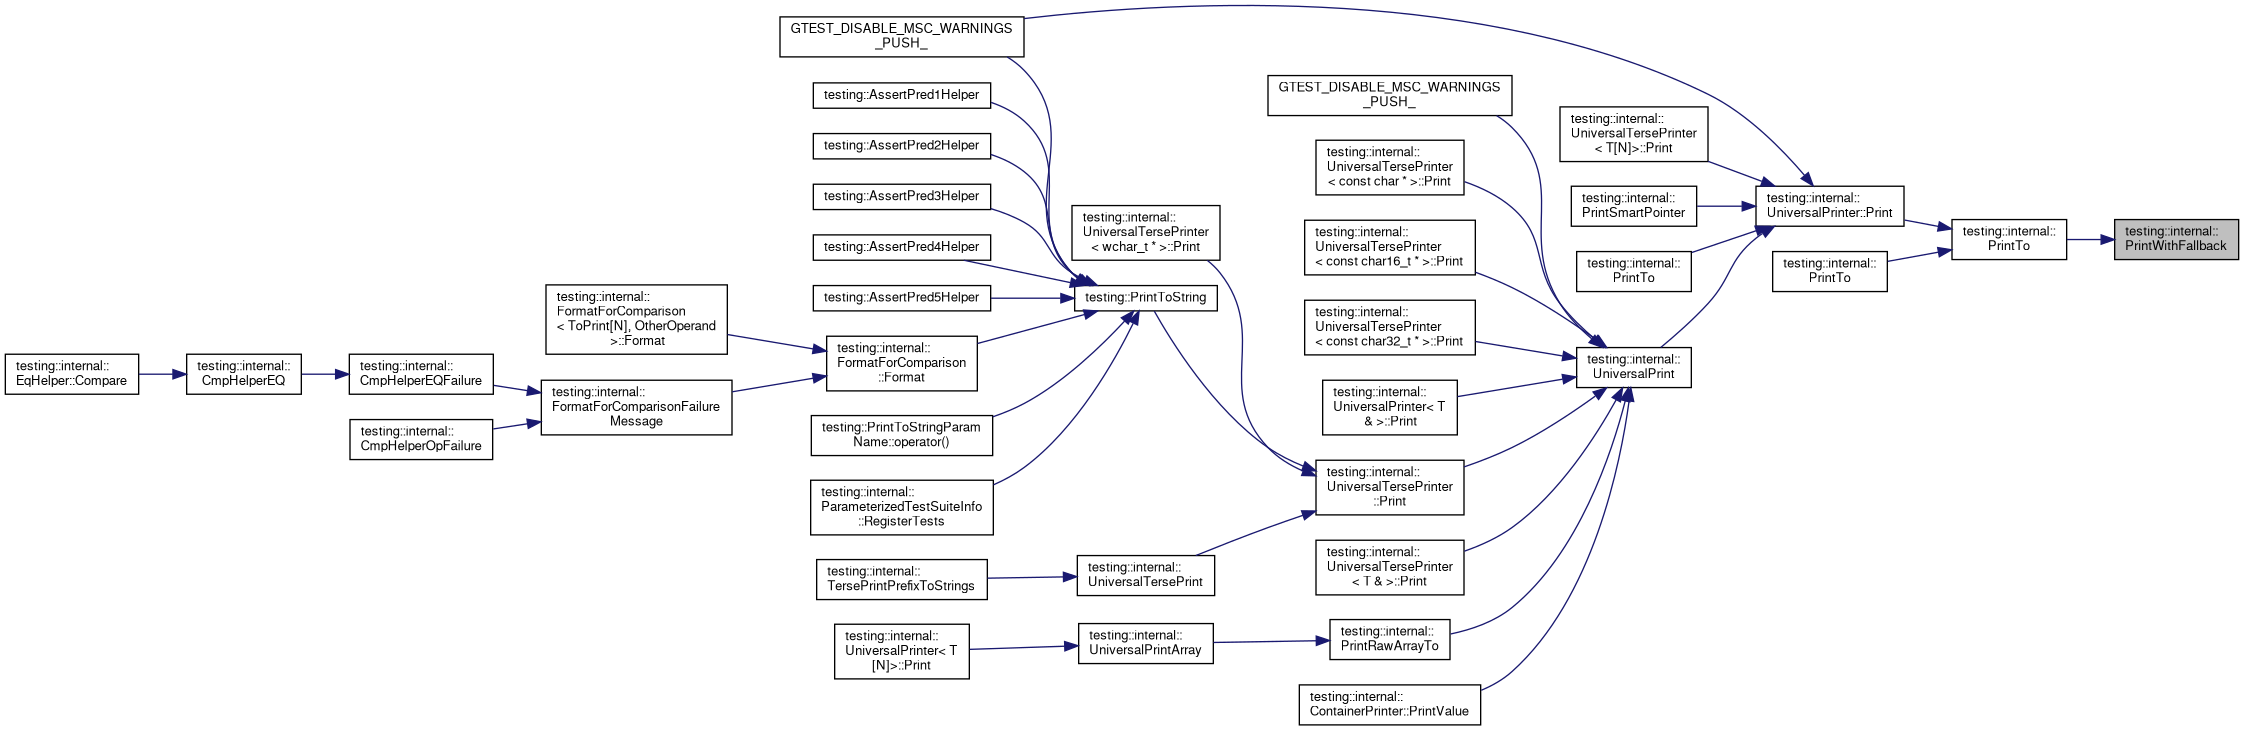 GTEST_DISABLE_MSC_WARNINGS
_PUSH_
testing::AssertPred1Helper
testing::AssertPred2Helper
testing::AssertPred3Helper
testing::AssertPred4Helper
testing::AssertPred5Helper
testing::internal::
FormatForComparison
< ToPrint[N], OtherOperand
>::Format
testing::internal::
EqHelper::Compare
testing::internal::
CmpHelperEQ
testing::internal::
CmpHelperEQFailure
testing::internal::
CmpHelperOpFailure
testing::internal::
FormatForComparisonFailure
Message
testing::internal::
FormatForComparison
::Format
testing::PrintToStringParam
Name::operator()
testing::internal::
ParameterizedTestSuiteInfo
::RegisterTests
testing::internal::
TersePrintPrefixToStrings
testing::internal::
UniversalPrinter< T
[N]>::Print
testing::internal::
UniversalTersePrinter
< wchar_t * >::Print
testing::PrintToString
testing::internal::
UniversalTersePrint
testing::internal::
UniversalPrintArray
GTEST_DISABLE_MSC_WARNINGS
_PUSH_
testing::internal::
UniversalTersePrinter
< const char * >::Print
testing::internal::
UniversalTersePrinter
< const char16_t * >::Print
testing::internal::
UniversalTersePrinter
< const char32_t * >::Print
testing::internal::
UniversalPrinter< T
& >::Print
testing::internal::
UniversalTersePrinter
::Print
testing::internal::
UniversalTersePrinter
< T & >::Print
testing::internal::
PrintRawArrayTo
testing::internal::
ContainerPrinter::PrintValue
testing::internal::
UniversalTersePrinter
< T[N]>::Print
testing::internal::
PrintSmartPointer
testing::internal::
PrintTo
testing::internal::
UniversalPrint
testing::internal::
UniversalPrinter::Print
testing::internal::
PrintTo
testing::internal::
PrintTo
testing::internal::
PrintWithFallback